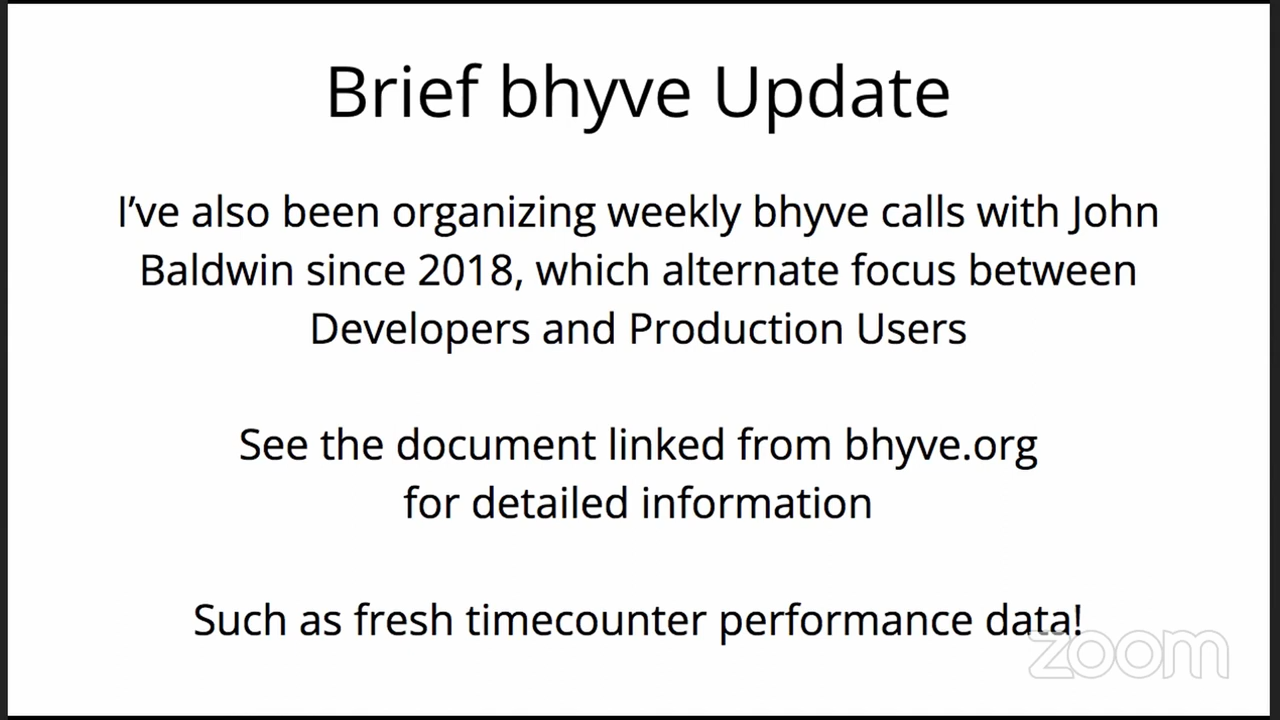 Brief bhyve Update
I’ve also been organizing weekly bhyve calls with John
Baldwin since 2018, which alternate focus between
Developers and Production Users
See the document linked from bhyve.org
for detailed information
Such as fresh timecounter performance data!
zoom